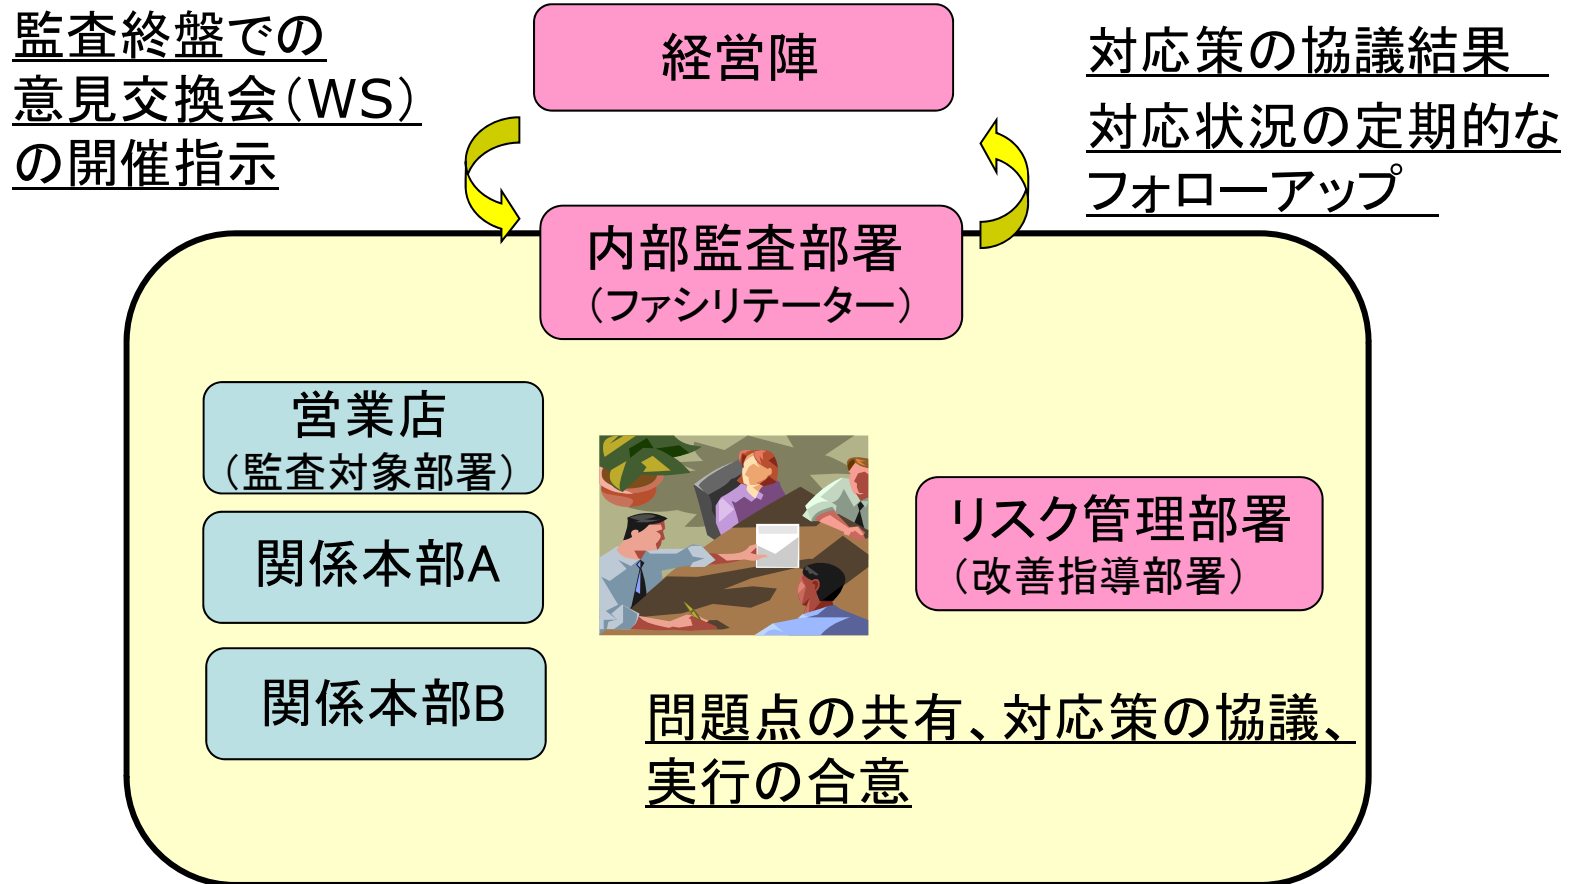 監査終盤での
意見交換会（WS）
の開催指示
経営陣
対応策の協議結果
対応状況の定期的な
フォローアップ
内部監査部署
（ファシリテーター）
営業店
（監査対象部署）
関係本部A
関係本部B
リスク管理部署
（改善指導部署）
問題点の共有、対応策の協議、
実行の合意